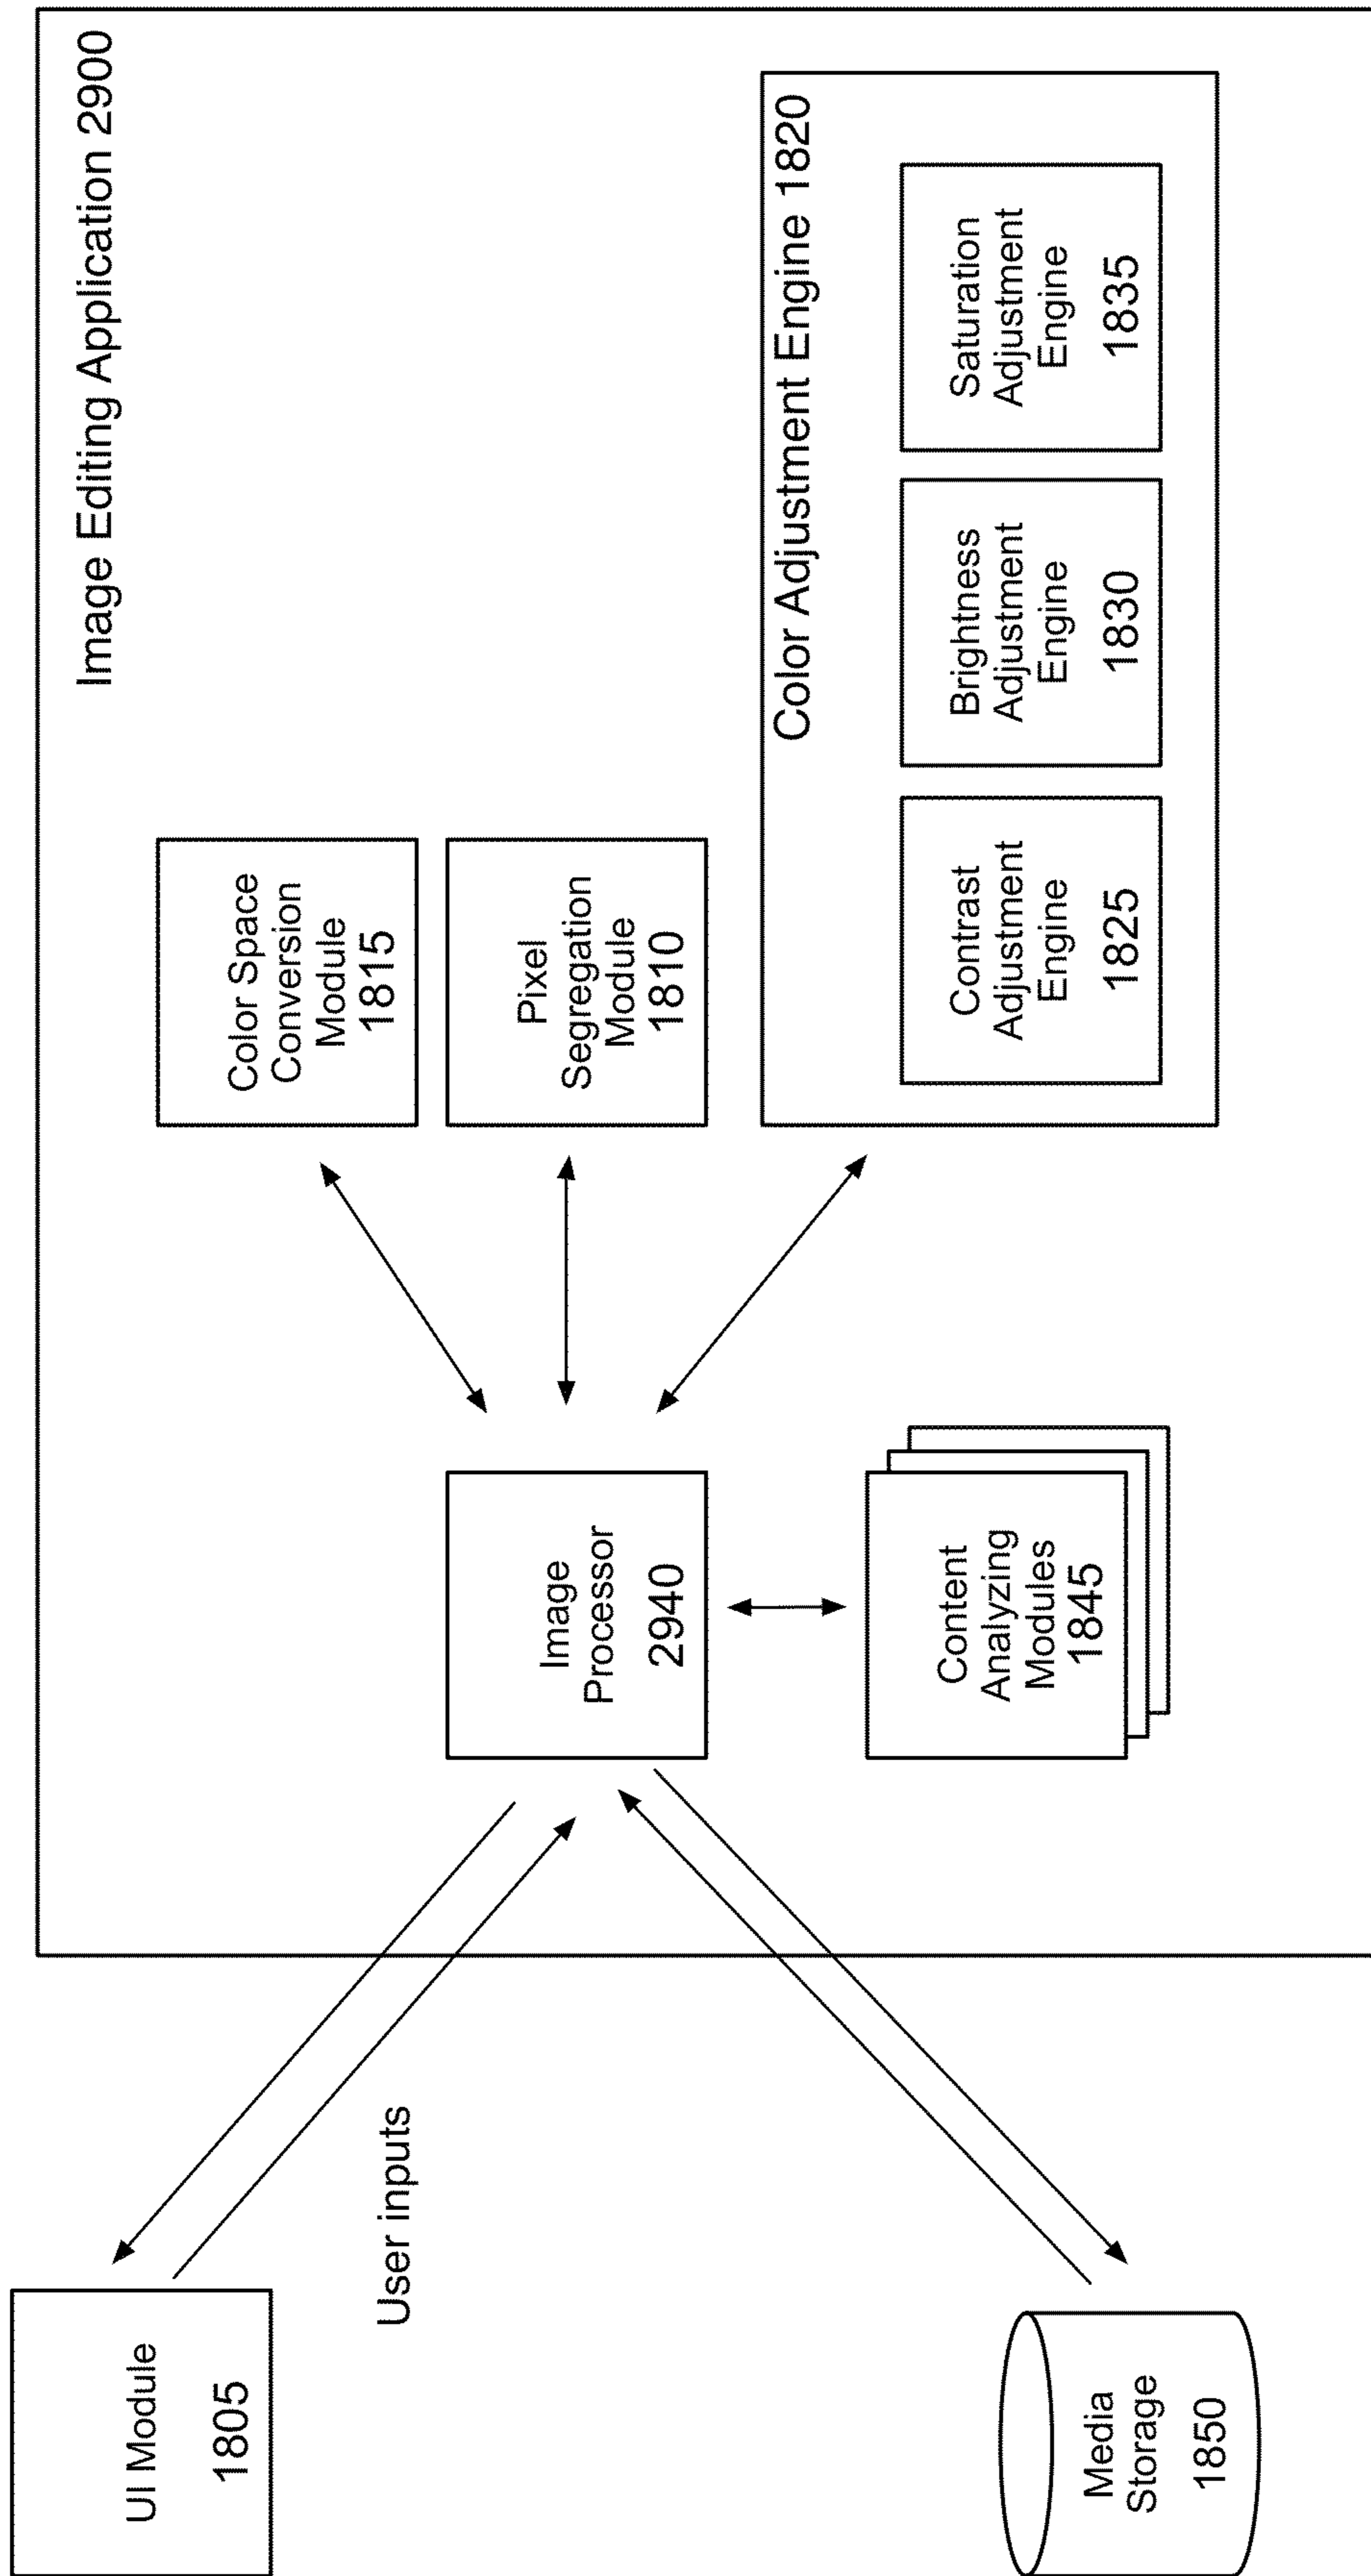 Image Editing Application 2900
UI Module
1805
User inputs
Media
Storage
1850
Image
Processor
2940
Content
Analyzing
Modules
1845
Color Space
Conversion
Module
1815
Pixel
Segregation
Module
1810
Color Adjustment Engine 1820
Contrast
Adjustment
Engine
1825
Brightness
Adjustment
Engine
1830
Saturation
Adjustment
Engine
1835